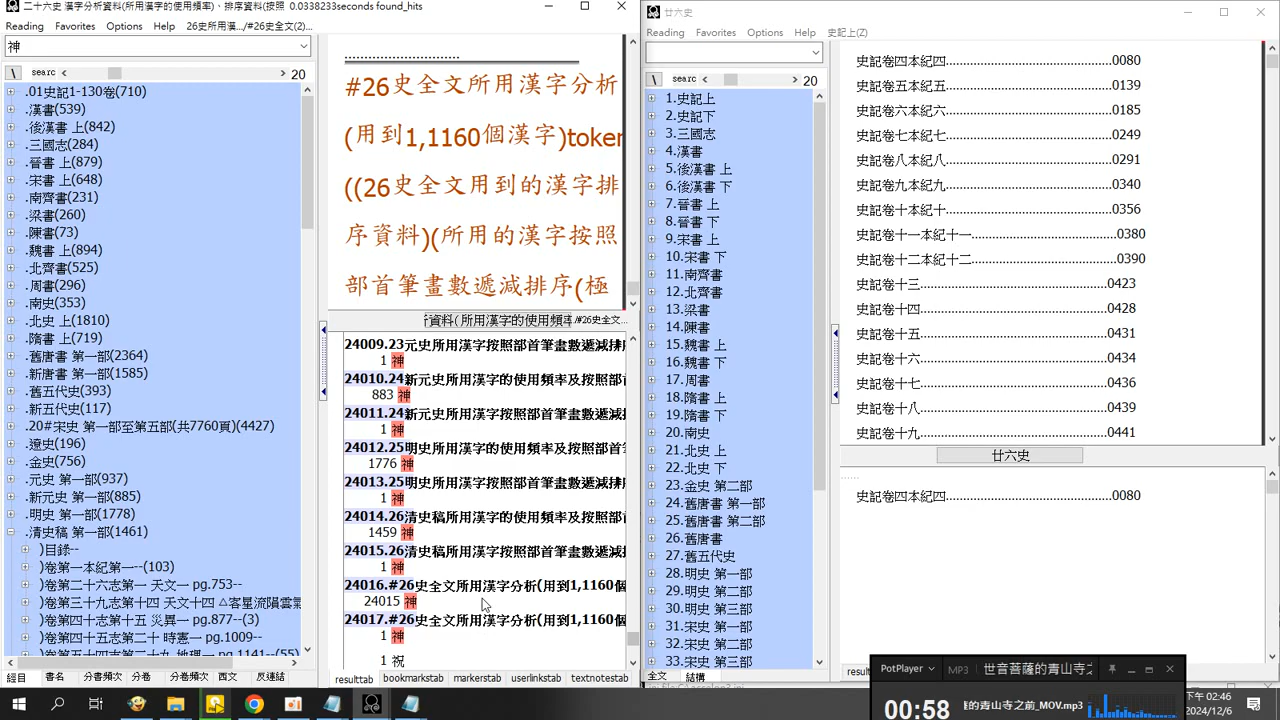 二十六史 漢字分析資料(所用漢字的使用頻率)、排序資料(按照 0.0338233seconds found_hits
Reading Favorites Options Help 26史所用漢.../#26史全文(2)...
神
\ searc 20
.01史記1-130卷(710)
.漢書(539)
.後漢書 上(842)
.三國志(284)
.晉書 上(879)
.宋書 上(648)
.南齊書(231)
.梁書(260)
.陳書(73)
.魏書 上(894)
.北齊書(525)
.周書(296)
.南史(353)
.北史 上(1810)
.隋書 上(719)
.舊唐書 第一部(2364)
.新唐書 第一部(1585)
.舊五代史(393)
.新五代史(117)
.20#宋史 第一部至第五部(共7760頁)(4427)
.遼史(196)
.金史(756)
.元史 第一部(937)
.新元史 第一部(885)
.明史 第一部(1778)
.清史稿 第一部(1461)
)目錄--
)卷第一本紀第一--(103)
)卷第二十六志第一 天文一 pg.753--
)卷第三十九志第十四 天文十四 △客星流隕雲氣
)卷第四十志第十五 災異一 pg.877--(3)
)卷第四十五志第二十 時憲一 pg.1009--
)卷第五十四志第二十九 地理一 pg.1141--(55)
經目 書名 分書頻次 分卷 分卷頻次 西文 反連結
#26史全文所用漢字分析
(用到1,1160個漢字)token
((26史全文用到的漢字排
序資料)(所用的漢字按照
部首筆畫數遞減排序(極
資料(所用漢字的使用頻率 /#26史全文...
24009.23元史所用漢字按照部首筆畫數遞減排
1 神
24010.24新元史所用漢字的使用頻率及按照部首
883 神
24011.24新元史所用漢字按照部首筆畫數遞減
1 神
24012.25明史所用漢字的使用頻率及按照部首筆
1776 神
24013.25明史所用漢字按照部首筆畫數遞減排
1 神
24014.26清史稿所用漢字的使用頻率及按照部首
1459 神
24015.26清史稿所用漢字按照部首筆畫數遞減
1 神
24016.#26史全文所用漢字分析(用到1,1160個
24015 神
24017.#26史全文所用漢字分析(用到1,1160個
1 神
1 祝
resulttab bookmarkstab markerstab userlinkstab textnotestab
廿六史
Reading Favorites Options Help 史記上(Z)
\ searc 20
1.史記上
2.史記下
3.三國志
4.漢書
5.後漢書 上
6.後漢書 下
7.晉書 上
8.晉書 下
9.宋書 上
10.宋書 下
11.南齊書
12.北齊書
13.梁書
14.陳書
15.魏書 上
16.魏書 下
17.周書
18.隋書 上
19.隋書 下
20.南史
21.北史 上
22.北史 下
23.金史 第二部
24.舊唐書 第一部
25.舊唐書 第二部
26.舊唐書
27.舊五代史
28.明史 第一部
29.明史 第二部
30.明史 第三部
31.宋史 第一部
32.宋史 第二部
33.宋史 第三部
全文 結構
史記卷四本紀四............0080
史記卷五本紀五............0139
史記卷六本紀六............0185
史記卷七本紀七............0249
史記卷八本紀八............0291
史記卷九本紀九............0340
史記卷十本紀十............0356
史記卷十一本紀十一............0380
史記卷十二本紀十二............0390
史記卷十三............0423
史記卷十四............0428
史記卷十五............0431
史記卷十六............0434
史記卷十七............0436
史記卷十八............0439
史記卷十九............0441
廿六史
史記卷四本紀四............0080
PotPlayer MP3 世音菩薩的青山寺之
00:58 的青山寺之前_MOV.mp3
下午 02:46
2024/12/6